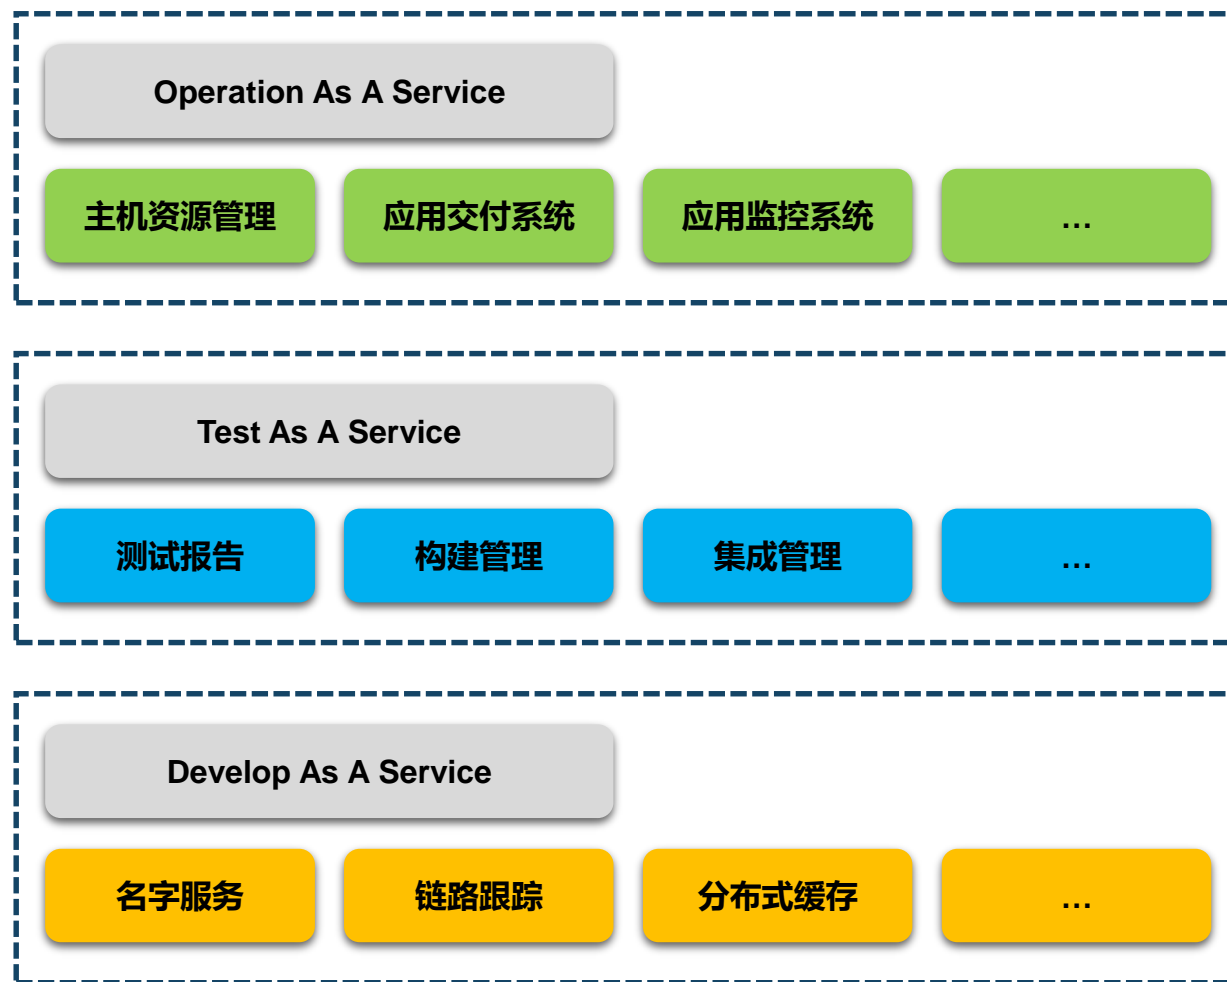 Operation As A Service
主机资源管理
应用交付系统
应用监控系统
…
Test As A Service
测试报告
构建管理
集成管理
…
Develop As A Service
名字服务
链路跟踪
分布式缓存
…